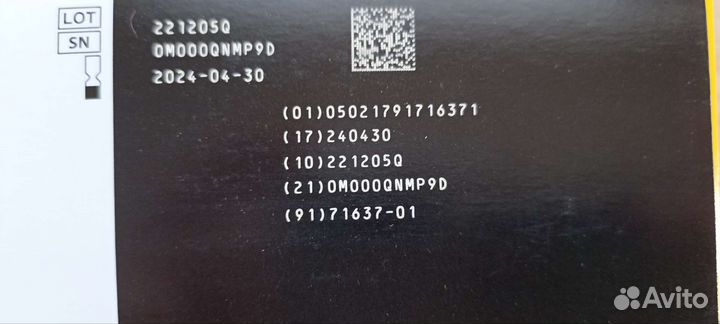 LOT
SN
221205Q
0M000QNMP9D
2024-04-30
(01)05021791716371
(17)240430
(10)221205Q
(21)0M000QNMP9D
(91)71637-01
Avito